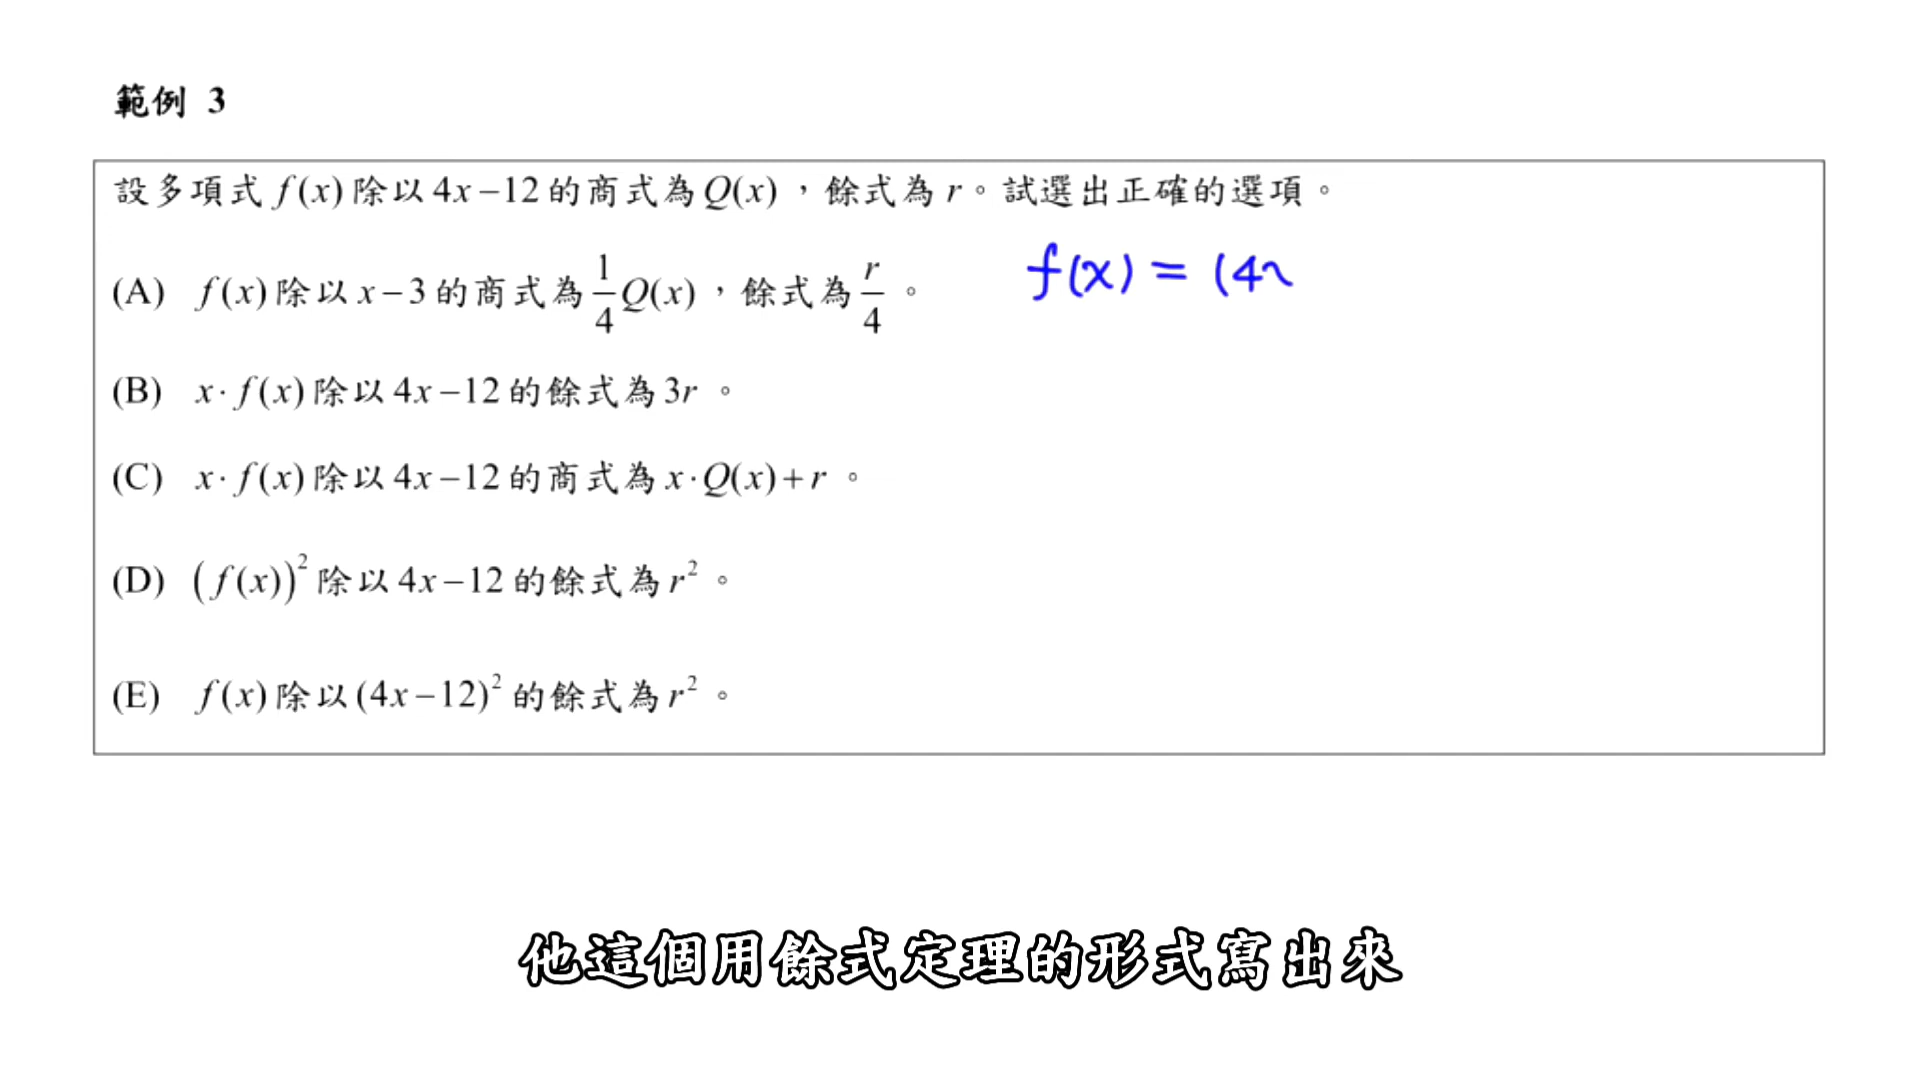 範例 3
設多項式 f(x) 除以 4x−12 的商式為 Q(x)，餘式為 r。試選出正確的選項。
(A) f(x) 除以 x−3 的商式為 1/4 Q(x)，餘式為 r/4。
f(x) = (4
(B) x·f(x) 除以 4x−12 的餘式為 3r。
(C) x·f(x) 除以 4x−12 的商式為 x·Q(x)+r。
(D) (f(x))² 除以 4x−12 的餘式為 r²。
(E) f(x) 除以 (4x−12)² 的餘式為 r²。
他這個用餘式定理的形式寫出來